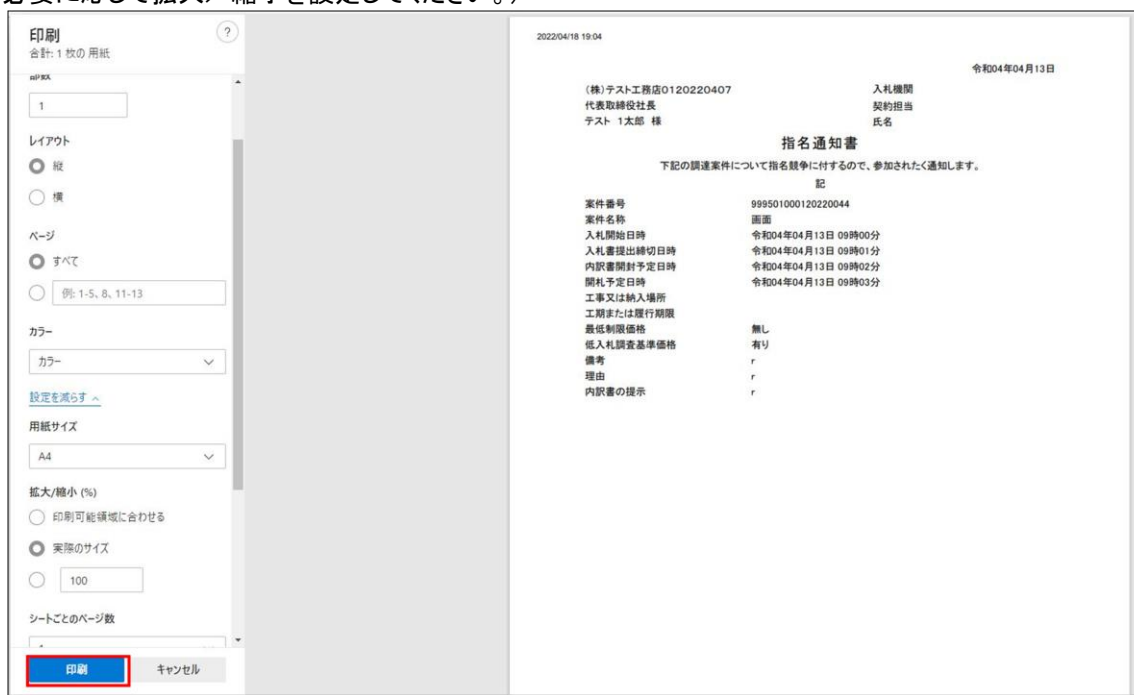 必要に応じて拡大/縮小を設定してください。)
印刷
?
合計: 1 枚の 用紙
部数
1
レイアウト
縦
横
ページ
すべて
例: 1-5、8、11-13
カラー
カラー
設定を減らす
用紙サイズ
A4
拡大/縮小 (%)
印刷可能領域に合わせる
実際のサイズ
100
シートごとのページ数
印刷
キャンセル
2022/04/18 19:04
令和04年04月13日
(株)テスト工務店0120220407 入札機関
代表取締役社長 契約担当
テスト 1太郎 様 氏名
指名通知書
下記の調達案件について指名競争に付するので、参加されたく通知します。
記
案件番号 999501000120220044
案件名称 画面
入札開始日時 令和04年04月13日 09時00分
入札書提出締切日時 令和04年04月13日 09時01分
内訳書開封予定日時 令和04年04月13日 09時02分
開札予定日時 令和04年04月13日 09時03分
工事又は納入場所
工期または履行期限
最低制限価格 無し
低入札調査基準価格 有り
備考 r
理由 r
内訳書の提示 r